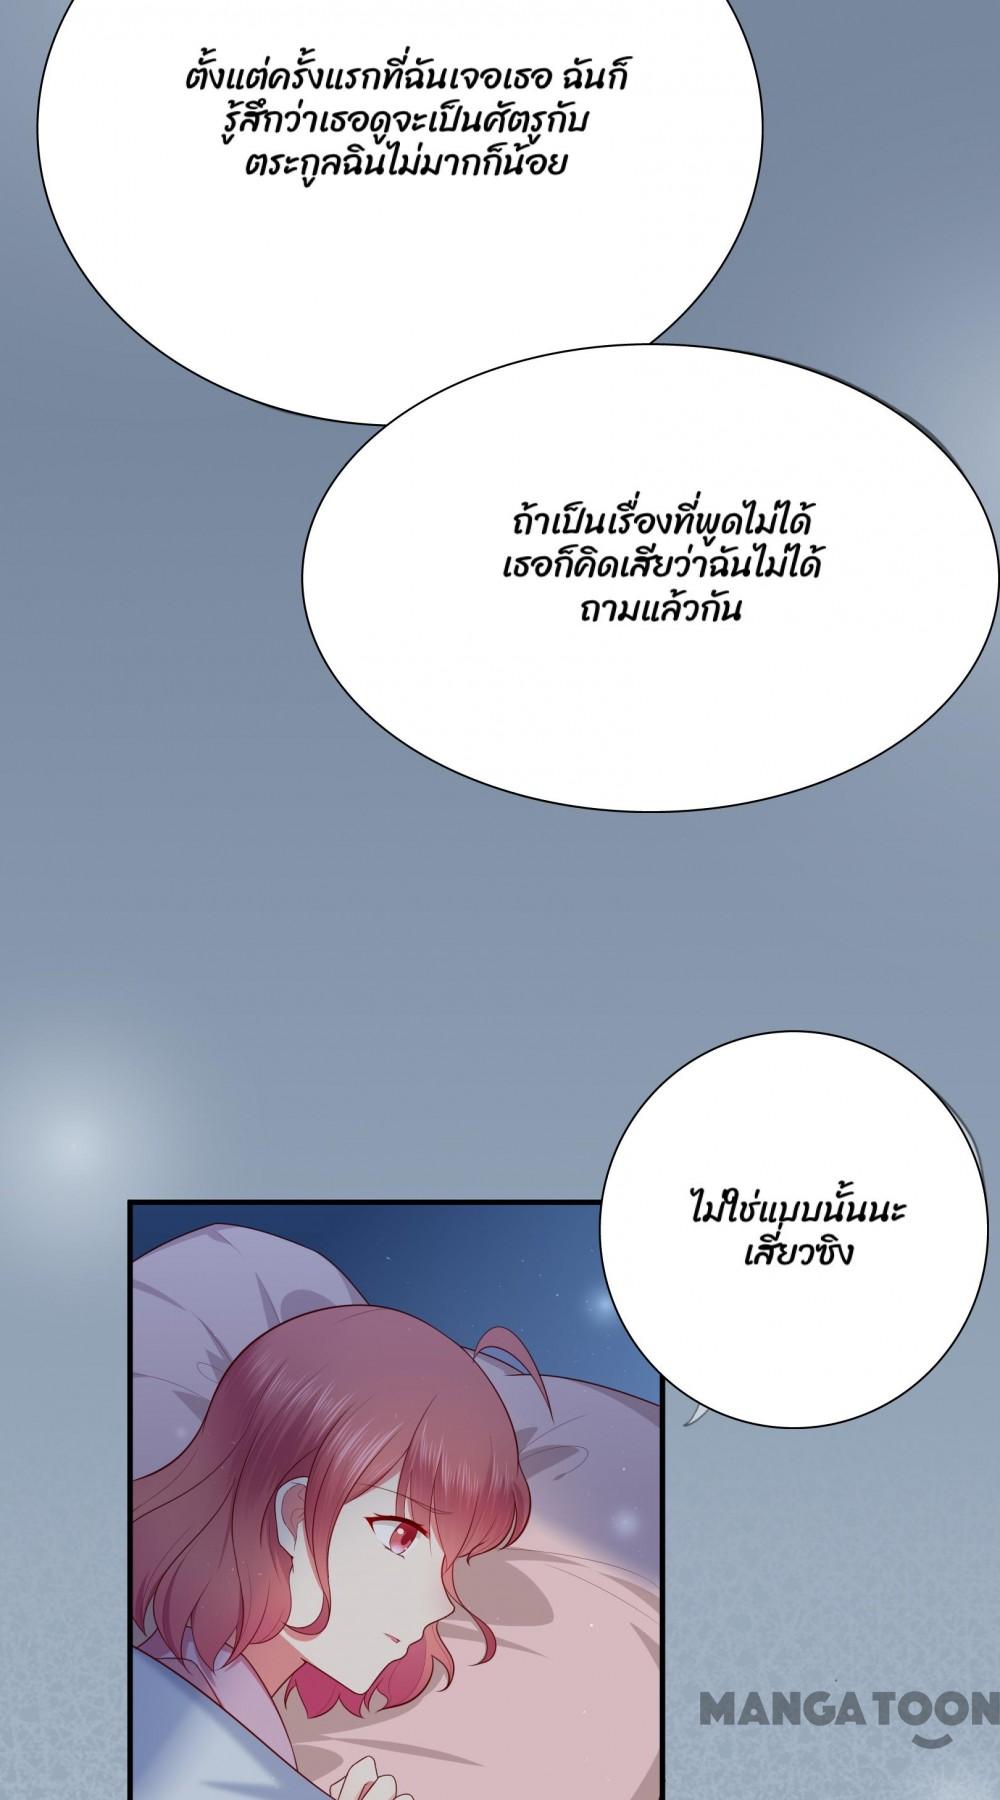 ตั้งแต่ครั้งแรกที่ฉันเจอเธอ ฉันก็
รู้สึกว่าเธอดูจะเป็นศัตรูกับ
ตระกูลฉินไม่มากก็น้อย
ถ้าเป็นเรื่องที่พูดไม่ได้
เธอก็คิดเสียว่าฉันไม่ได้
ถามแล้วกัน
ไม่ใช่แบบนั้นนะ
เสี่ยวซิง
MANGATOON